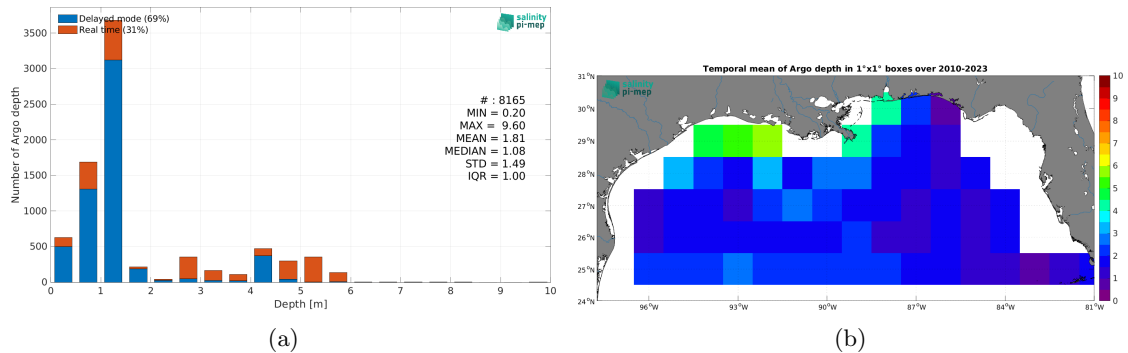 Delayed mode (69%)
Real time (31%)
salinity
pi-mep
3500
3000
2500
2000
1500
1000
500
0
Number of Argo depth
# : 8165
MIN = 0.20
MAX = 9.60
MEAN = 1.81
MEDIAN = 1.08
STD = 1.49
IQR = 1.00
0 1 2 3 4 5 6 7 8 9 10
Depth [m]
(a)
Temporal mean of Argo depth in 1°x1° boxes over 2010-2023
salinity
pi-mep
31°N
30°N
29°N
28°N
27°N
26°N
25°N
24°N
96°W 93°W 90°W 87°W 84°W 81°W
10
9
8
7
6
5
4
3
2
1
0
(b)